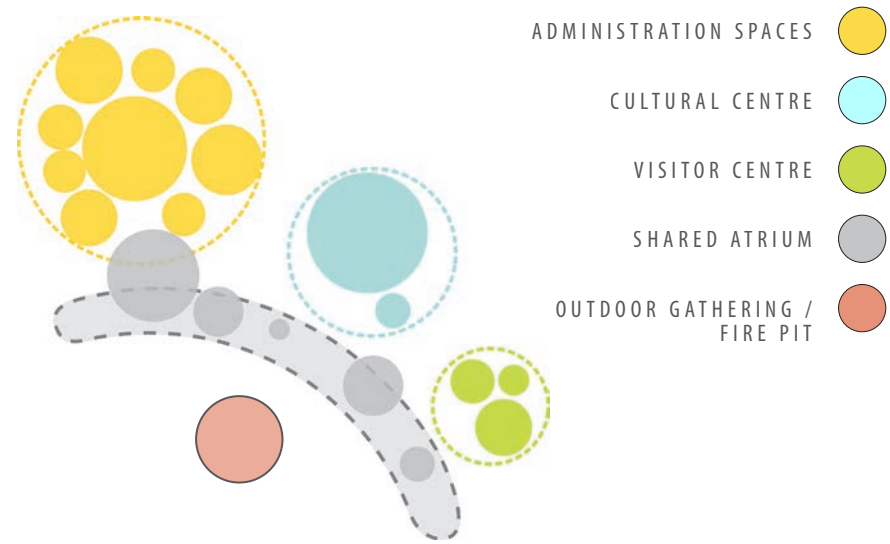 ADMINISTRATION SPACES
CULTURAL CENTRE
VISITOR CENTRE
SHARED ATRIUM
OUTDOOR GATHERING /
FIRE PIT